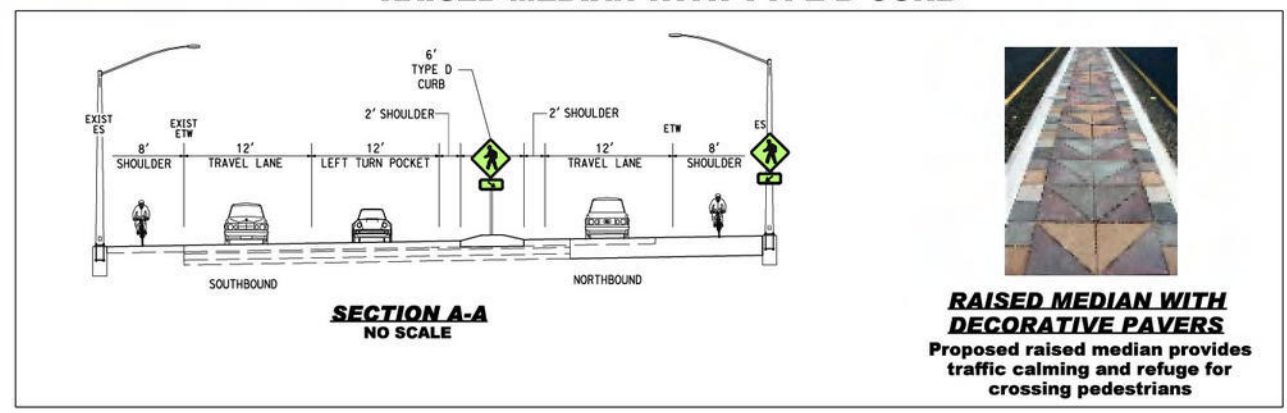 6'
TYPE D
CURB
2' SHOULDER
2' SHOULDER
EXIST
ES
EXIST
ETW
ETW
ES
8'
SHOULDER
12'
TRAVEL LANE
12'
LEFT TURN POCKET
12'
TRAVEL LANE
8'
SHOULDER
SOUTHBOUND
NORTHBOUND
SECTION A-A
NO SCALE
RAISED MEDIAN WITH
DECORATIVE PAVERS
Proposed raised median provides
traffic calming and refuge for
crossing pedestrians